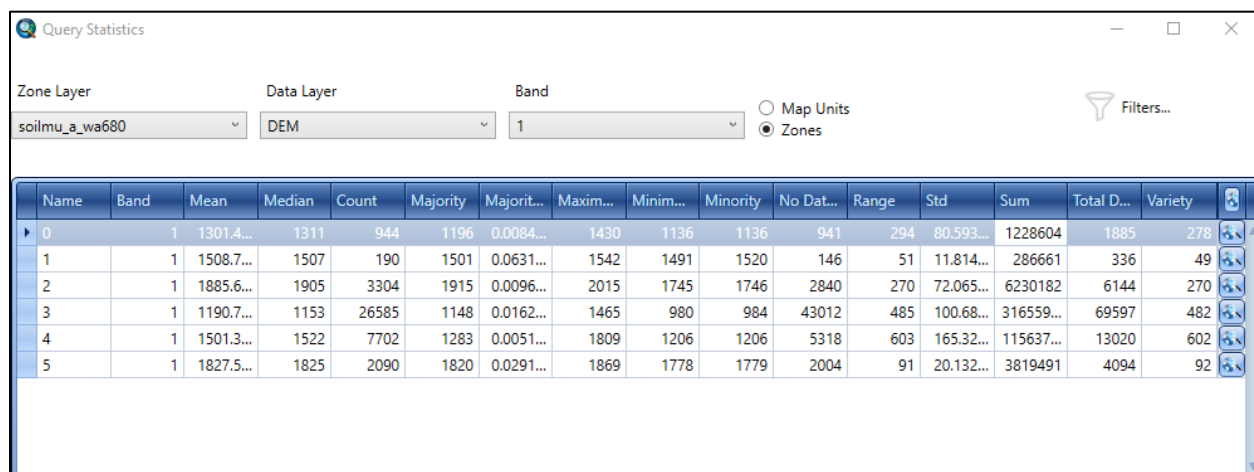 Query Statistics
Zone Layer Data Layer Band
Map Units
Filters...
soilmu_a_wa680 DEM 1
Zones
Name Band Mean Median Count Majority Majorit... Maxim... Minim... Minority No Dat... Range Std Sum Total D... Variety
0 1 1301.4... 1311 944 1196 0.0084... 1430 1136 1136 941 294 80.593... 1228604 1885 278
1 1 1508.7... 1507 190 1501 0.0631... 1542 1491 1520 146 51 11.814... 286661 336 49
2 1 1885.6... 1905 3304 1915 0.0096... 2015 1745 1746 2840 270 72.065... 6230182 6144 270
3 1 1190.7... 1153 26585 1148 0.0162... 1465 980 984 43012 485 100.68... 316559... 69597 482
4 1 1501.3... 1522 7702 1283 0.0051... 1809 1206 1206 5318 603 165.32... 115637... 13020 602
5 1 1827.5... 1825 2090 1820 0.0291... 1869 1778 1779 2004 91 20.132... 3819491 4094 92